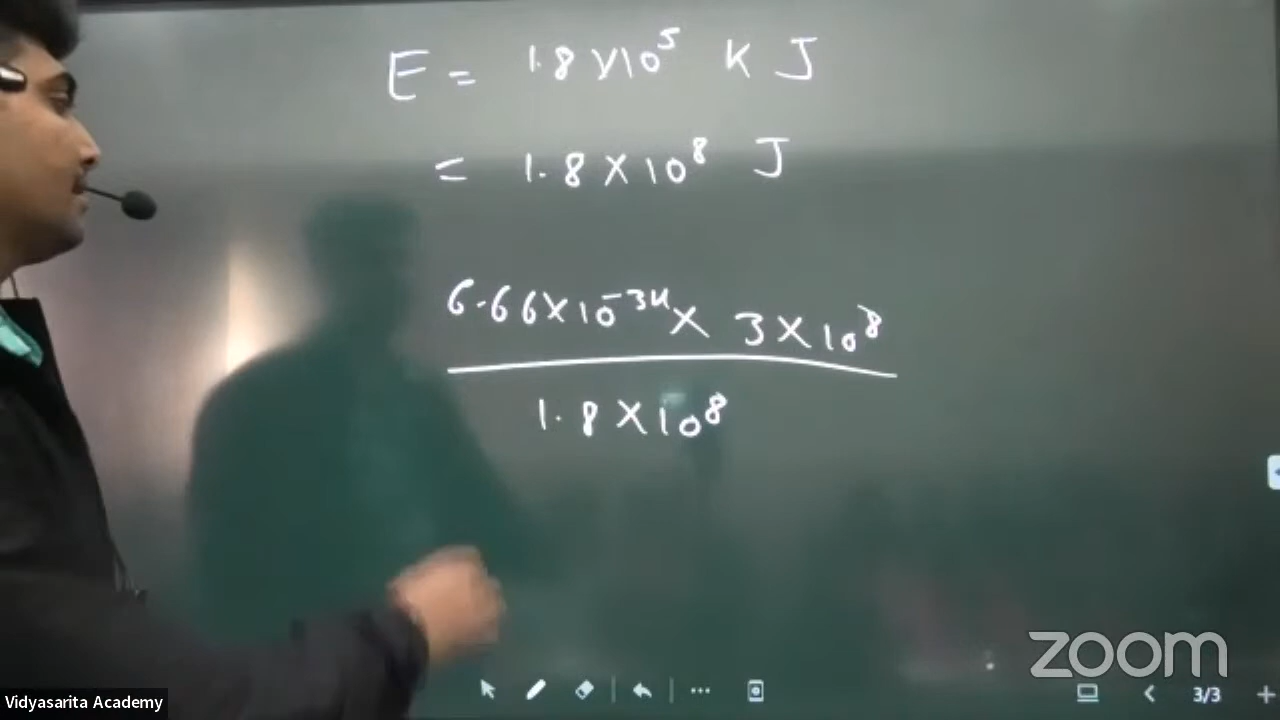 E = 1.8 X 10⁵ K J
= 1.8 X 10⁸ J
6.66 X 10⁻³⁴ X 3 X 10⁸
1.8 X 10⁸
zoom
Vidyasarita Academy
3/3